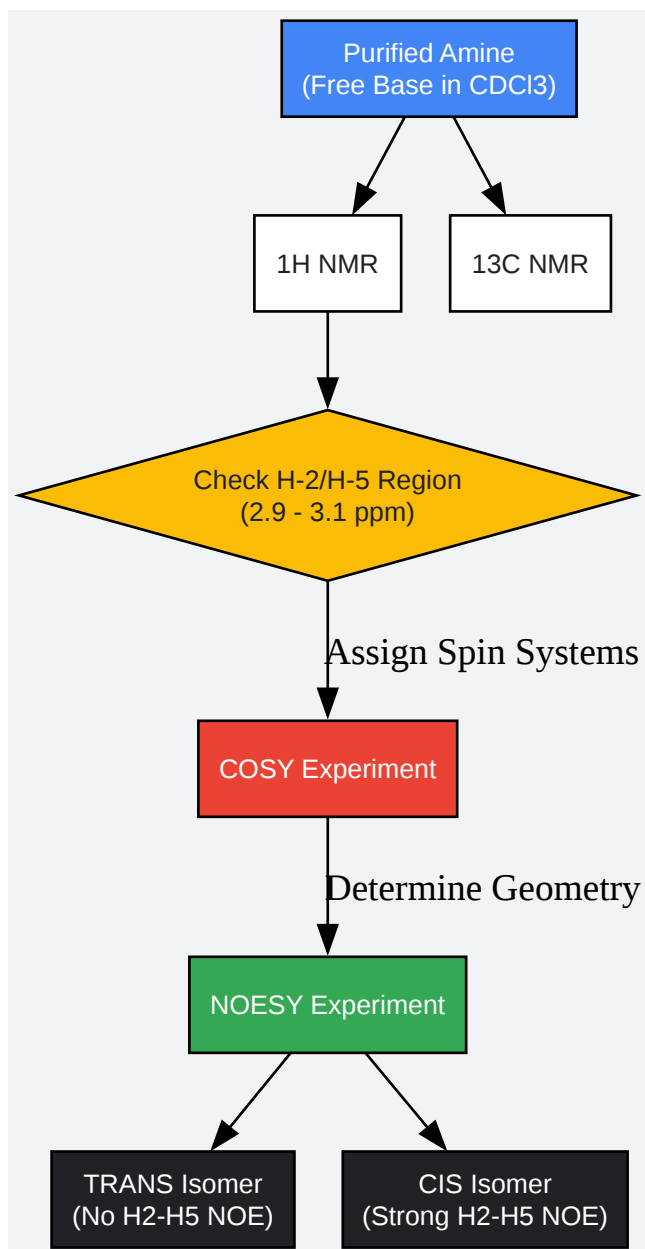 Purified Amine
(Free Base in CDCl3)
1H NMR
13C NMR
Check H-2/H-5 Region
(2.9 - 3.1 ppm)
Assign Spin Systems
COSY Experiment
Determine Geometry
NOESY Experiment
TRANS Isomer
(No H2-H5 NOE)
CIS Isomer
(Strong H2-H5 NOE)